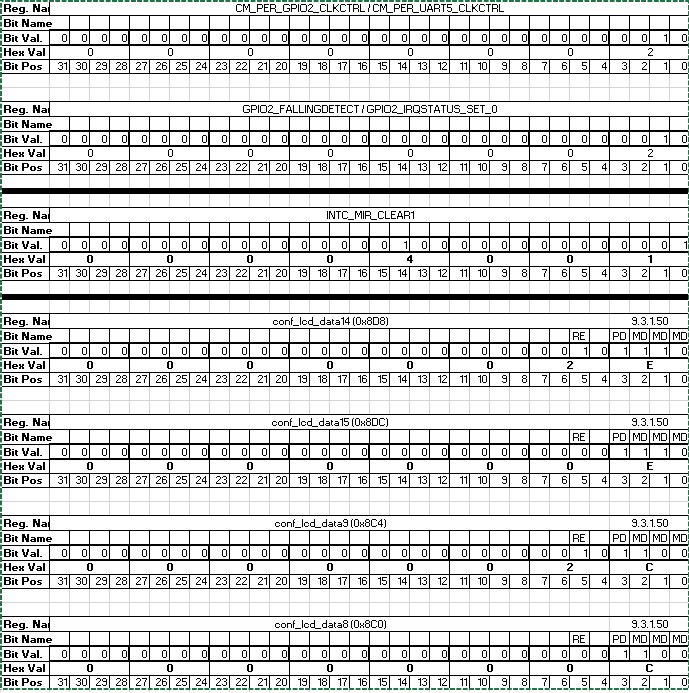 Reg. Na CM_PER_GPIO2_CLKCTRL / CM_PER_UART5_CLKCTRL
Bit Name
Bit Val. 0 0 0 0 0 0 0 0 0 0 0 0 0 0 0 0 0 0 0 0 0 0 0 0 0 0 0 0 0 0 1 0
Hex Val 0 0 0 0 0 0 0 2
Bit Pos 31 30 29 28 27 26 25 24 23 22 21 20 19 18 17 16 15 14 13 12 11 10 9 8 7 6 5 4 3 2 1 0
Reg. Na GPIO2_FALLINGDETECT / GPIO2_IRQSTATUS_SET_0
Bit Name
Bit Val. 0 0 0 0 0 0 0 0 0 0 0 0 0 0 0 0 0 0 0 0 0 0 0 0 0 0 0 0 0 0 1 0
Hex Val 0 0 0 0 0 0 0 2
Bit Pos 31 30 29 28 27 26 25 24 23 22 21 20 19 18 17 16 15 14 13 12 11 10 9 8 7 6 5 4 3 2 1 0
Reg. Na INTC_MIR_CLEAR1
Bit Name
Bit Val. 0 0 0 0 0 0 0 0 0 0 0 0 0 0 0 0 0 1 0 0 0 0 0 0 0 0 0 0 0 0 0 1
Hex Val 0 0 0 0 4 0 0 1
Bit Pos 31 30 29 28 27 26 25 24 23 22 21 20 19 18 17 16 15 14 13 12 11 10 9 8 7 6 5 4 3 2 1 0
Reg. Na conf_lcd_data14 (0x8D8) 9.3.1.50
Bit Name RE PD MD MD MD
Bit Val. 0 0 0 0 0 0 0 0 0 0 0 0 0 0 0 0 0 0 0 0 0 0 0 0 0 0 1 0 1 1 1 0
Hex Val 0 0 0 0 0 0 2 E
Bit Pos 31 30 29 28 27 26 25 24 23 22 21 20 19 18 17 16 15 14 13 12 11 10 9 8 7 6 5 4 3 2 1 0
Reg. Na conf_lcd_data15 (0x8DC) 9.3.1.50
Bit Name RE PD MD MD MD
Bit Val. 0 0 0 0 0 0 0 0 0 0 0 0 0 0 0 0 0 0 0 0 0 0 0 0 0 0 0 0 1 1 1 0
Hex Val 0 0 0 0 0 0 0 E
Bit Pos 31 30 29 28 27 26 25 24 23 22 21 20 19 18 17 16 15 14 13 12 11 10 9 8 7 6 5 4 3 2 1 0
Reg. Na conf_lcd_data9 (0x8C4) 9.3.1.50
Bit Name RE PD MD MD MD
Bit Val. 0 0 0 0 0 0 0 0 0 0 0 0 0 0 0 0 0 0 0 0 0 0 0 0 0 0 1 0 1 1 0 0
Hex Val 0 0 0 0 0 0 2 C
Bit Pos 31 30 29 28 27 26 25 24 23 22 21 20 19 18 17 16 15 14 13 12 11 10 9 8 7 6 5 4 3 2 1 0
Reg. Na conf_lcd_data8 (0x8C0) 9.3.1.50
Bit Name RE PD MD MD MD
Bit Val. 0 0 0 0 0 0 0 0 0 0 0 0 0 0 0 0 0 0 0 0 0 0 0 0 0 0 0 0 1 1 0 0
Hex Val 0 0 0 0 0 0 0 C
Bit Pos 31 30 29 28 27 26 25 24 23 22 21 20 19 18 17 16 15 14 13 12 11 10 9 8 7 6 5 4 3 2 1 0